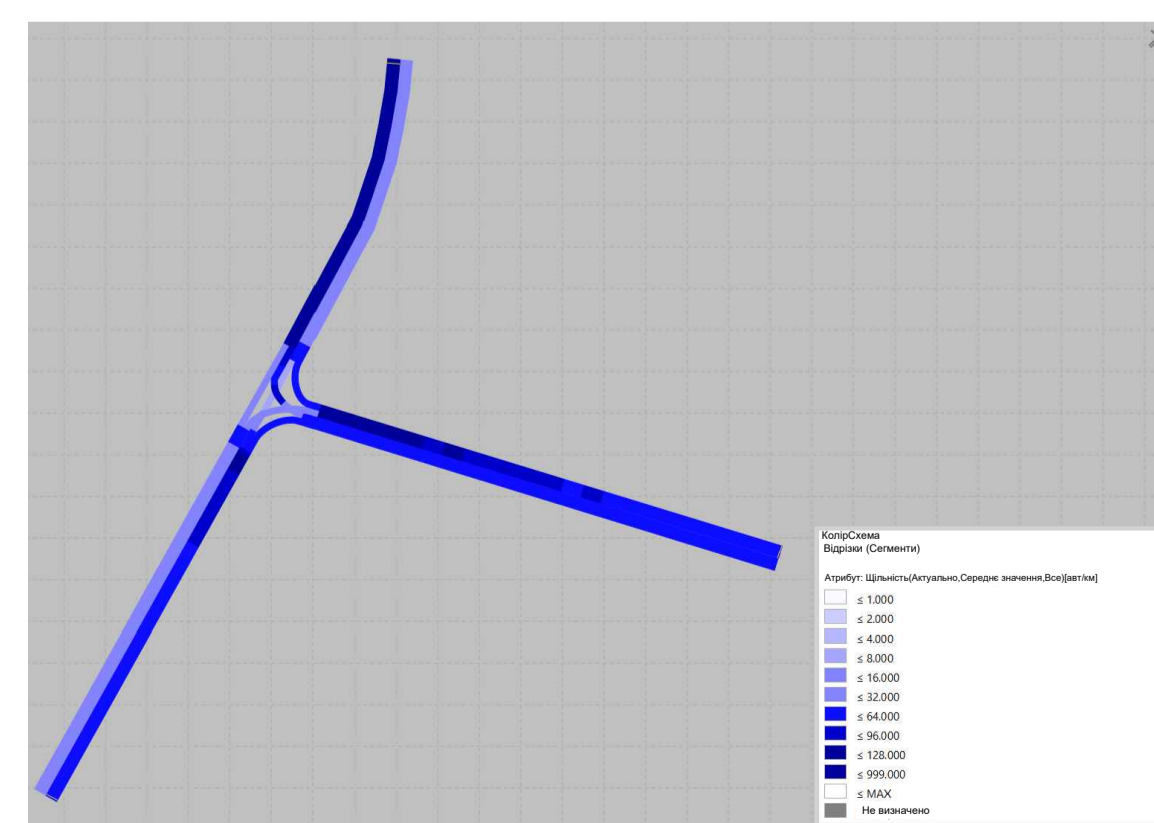 КолірСхема
Відрізки (Сегменти)
Атрибут: Щільність(Актуально,Середнє значення,Все)[авт/км]
≤ 1.000
≤ 2.000
≤ 4.000
≤ 8.000
≤ 16.000
≤ 32.000
≤ 64.000
≤ 96.000
≤ 128.000
≤ 999.000
≤ MAX
Не визначено